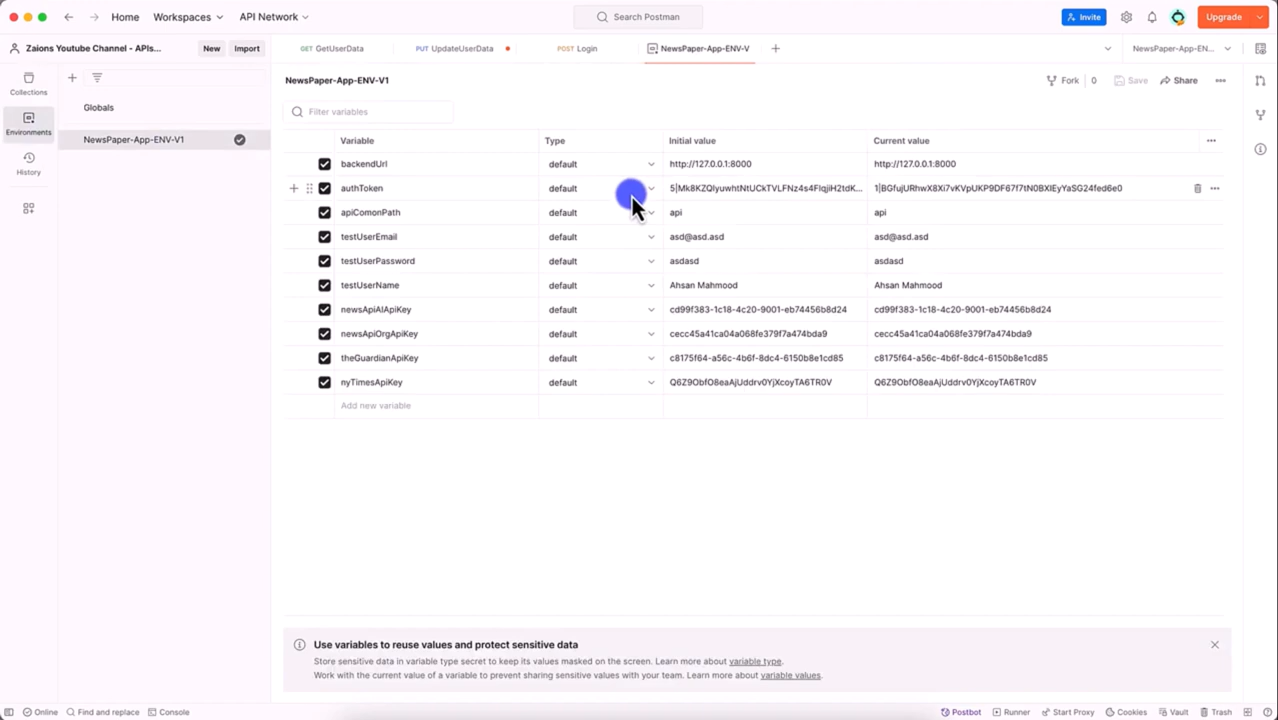 Home Workspaces API Network Search Postman Invite Upgrade
Zaions Youtube Channel - APIs... New Import GET GetUserData PUT UpdateUserData POST Login NewsPaper-App-ENV-V NewsPaper-App-EN...
Collections
Environments
History
Globals
NewsPaper-App-ENV-V1
NewsPaper-App-ENV-V1 Fork 0 Save Share
Filter variables
Variable Type Initial value Current value
backendUrl default http://127.0.0.1:8000 http://127.0.0.1:8000
authToken default
apiComonPath default api api
testUserEmail default asd@asd.asd asd@asd.asd
testUserPassword default asdasd asdasd
testUserName default Ahsan Mahmood Ahsan Mahmood
newsApiAIApiKey default cd99f383-1c18-4c20-9001-eb74456b8d24 cd99f383-1c18-4c20-9001-eb74456b8d24
newsApiOrgApiKey default cecc45a41ca04a068fe379f7a474bda9 cecc45a41ca04a068fe379f7a474bda9
theGuardianApiKey default c8175f64-a56c-4b6f-8dc4-6150b8e1cd85 c8175f64-a56c-4b6f-8dc4-6150b8e1cd85
nyTimesApiKey default Q6Z9ObfO8eaAjUddrv0YjXcoyTA6TR0V Q6Z9ObfO8eaAjUddrv0YjXcoyTA6TR0V
Add new variable
Use variables to reuse values and protect sensitive data
Store sensitive data in variable type secret to keep its values masked on the screen. Learn more about variable type.
Work with the current value of a variable to prevent sharing sensitive values with your team. Learn more about variable values.
Online Find and replace Console Postbot Runner Start Proxy Cookies Vault Trash